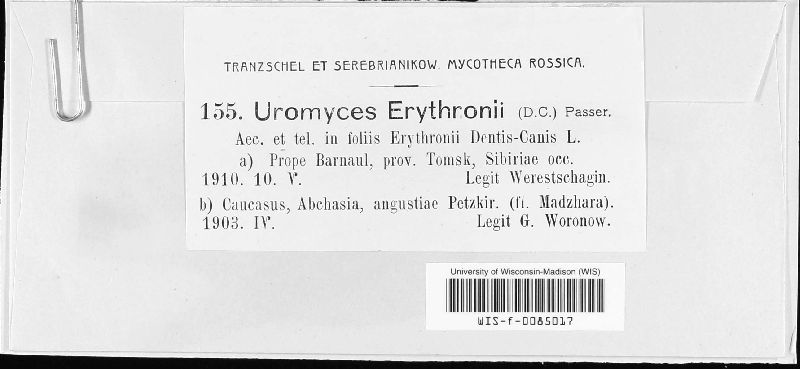 TRANZSCHEL ET SEREBRIANIKOW. MYCOTHECA ROSSICA.
155. Uromyces Erythronii (D.C.) Passer.
Aec. et tel. in foliis Erythronii Dentis-Canis L.
a) Prope Barnaul, prov. Tomsk, Sibiriae occ.
1910. 10. V. Legit Werestschagin.
b) Caucasus, Abchasia, angustiae Petzkir. (fl. Madzhara).
1903. IV. Legit G. Woronow.
University of Wisconsin-Madison (WIS)
WIS-f-0085017